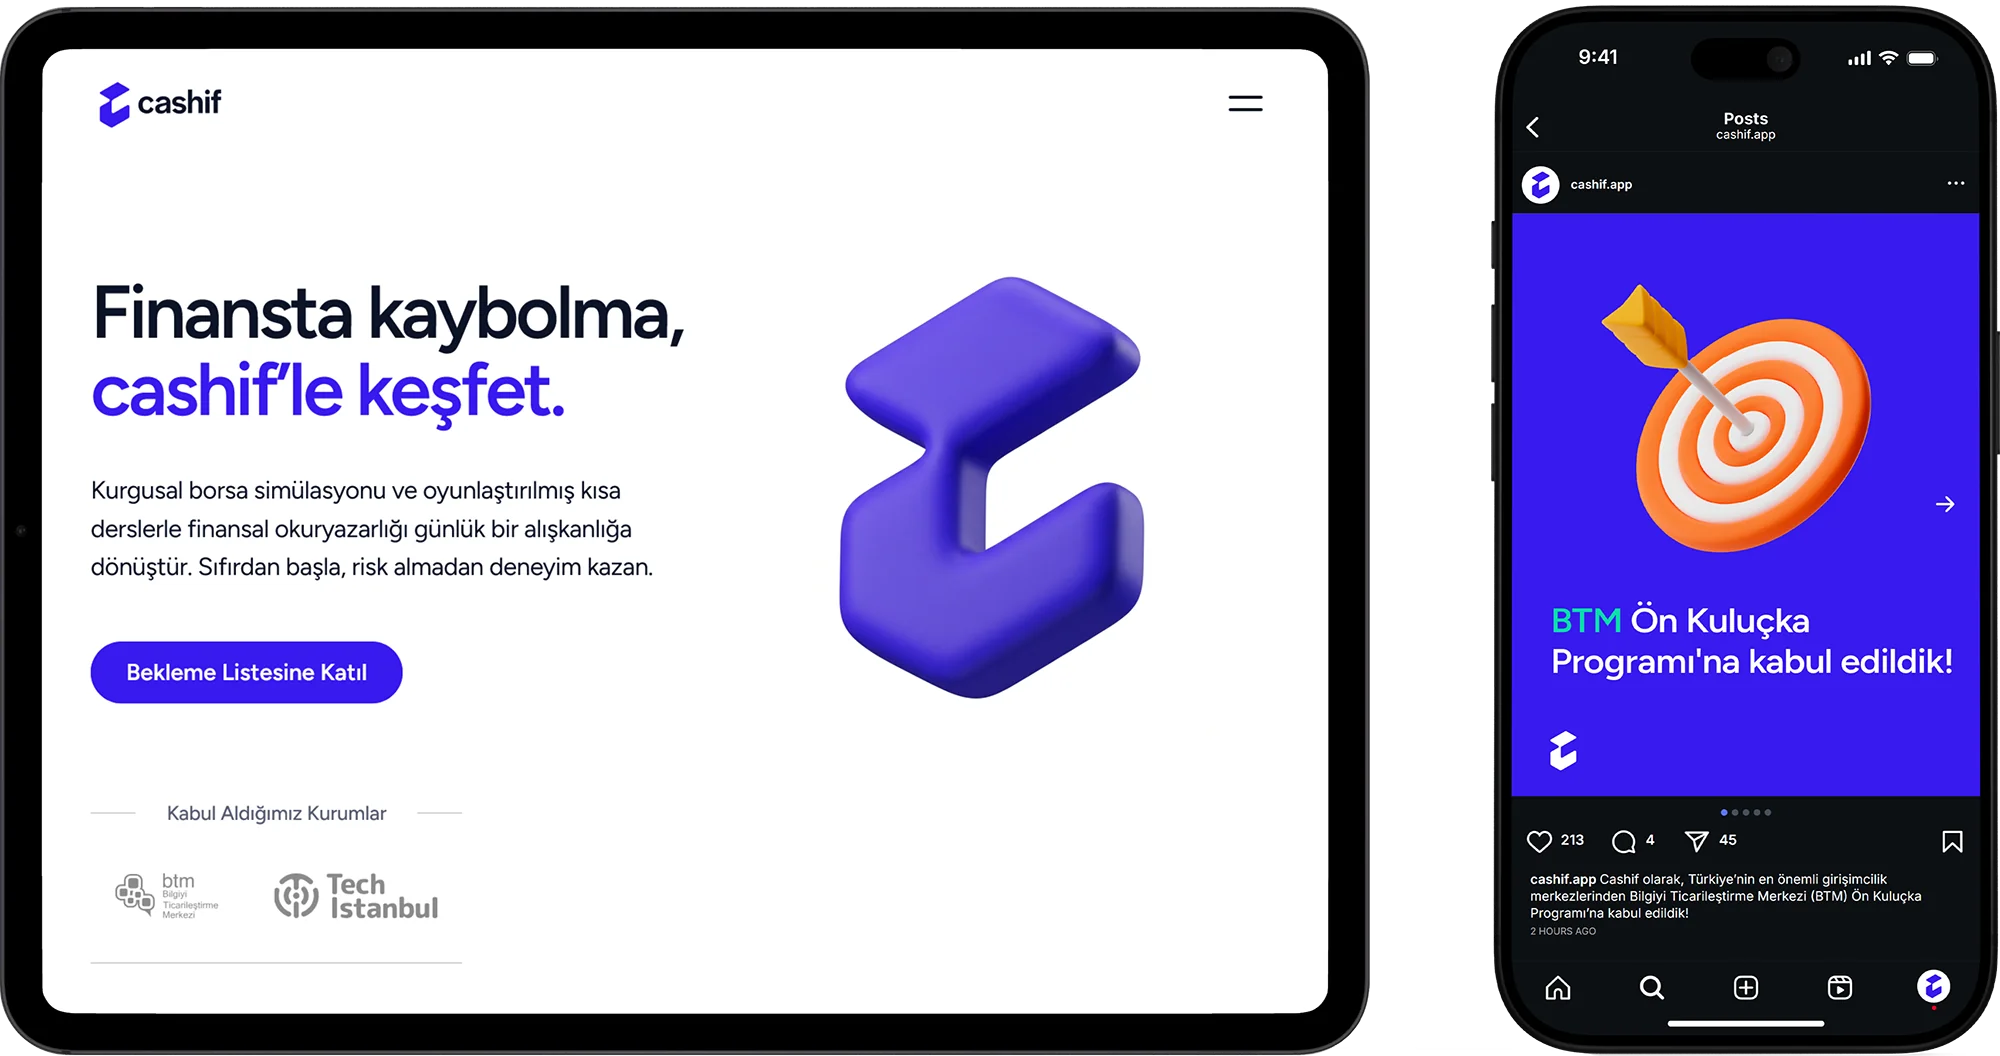 cashif
Finansta kaybolma,
cashif’le keşfet.
Kurgusal borsa simülasyonu ve oyunlaştırılmış kısa
derslerle finansal okuryazarlığı günlük bir alışkanlığa
dönüştür. Sıfırdan başla, risk almadan deneyim kazan.
Bekleme Listesine Katıl
Kabul Aldığımız Kurumlar
btm
Bilgiyi
Ticarileştirme
Merkezi
Tech
Istanbul
9:41
Posts
cashif.app
cashif.app
BTM Ön Kuluçka
Programı'na kabul edildik!
213 4 45
cashif.app Cashif olarak, Türkiye’nin en önemli girişimcilik
merkezlerinden Bilgiyi Ticarileştirme Merkezi (BTM) Ön Kuluçka
Programı’na kabul edildik!
2 HOURS AGO